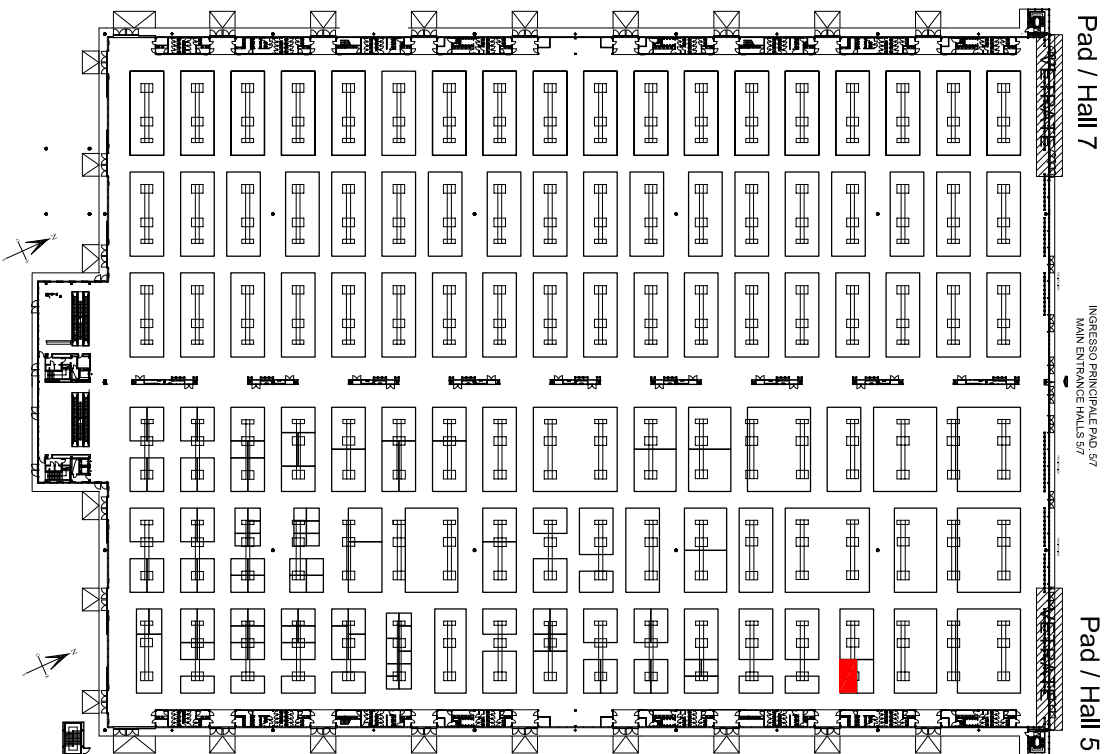 Pad / Hall 7
INGRESSO PRINCIPALE PAD. 5/7
MAIN ENTRANCE HALLS 5/7
Pad / Hall 5